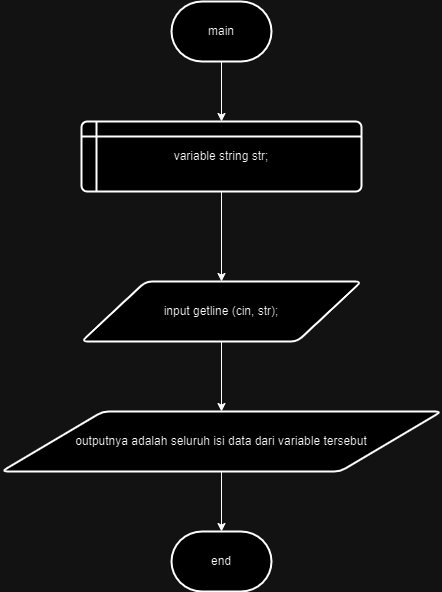 main
variable string str;
input getline (cin, str);
outputnya adalah seluruh isi data dari variable tersebut
end